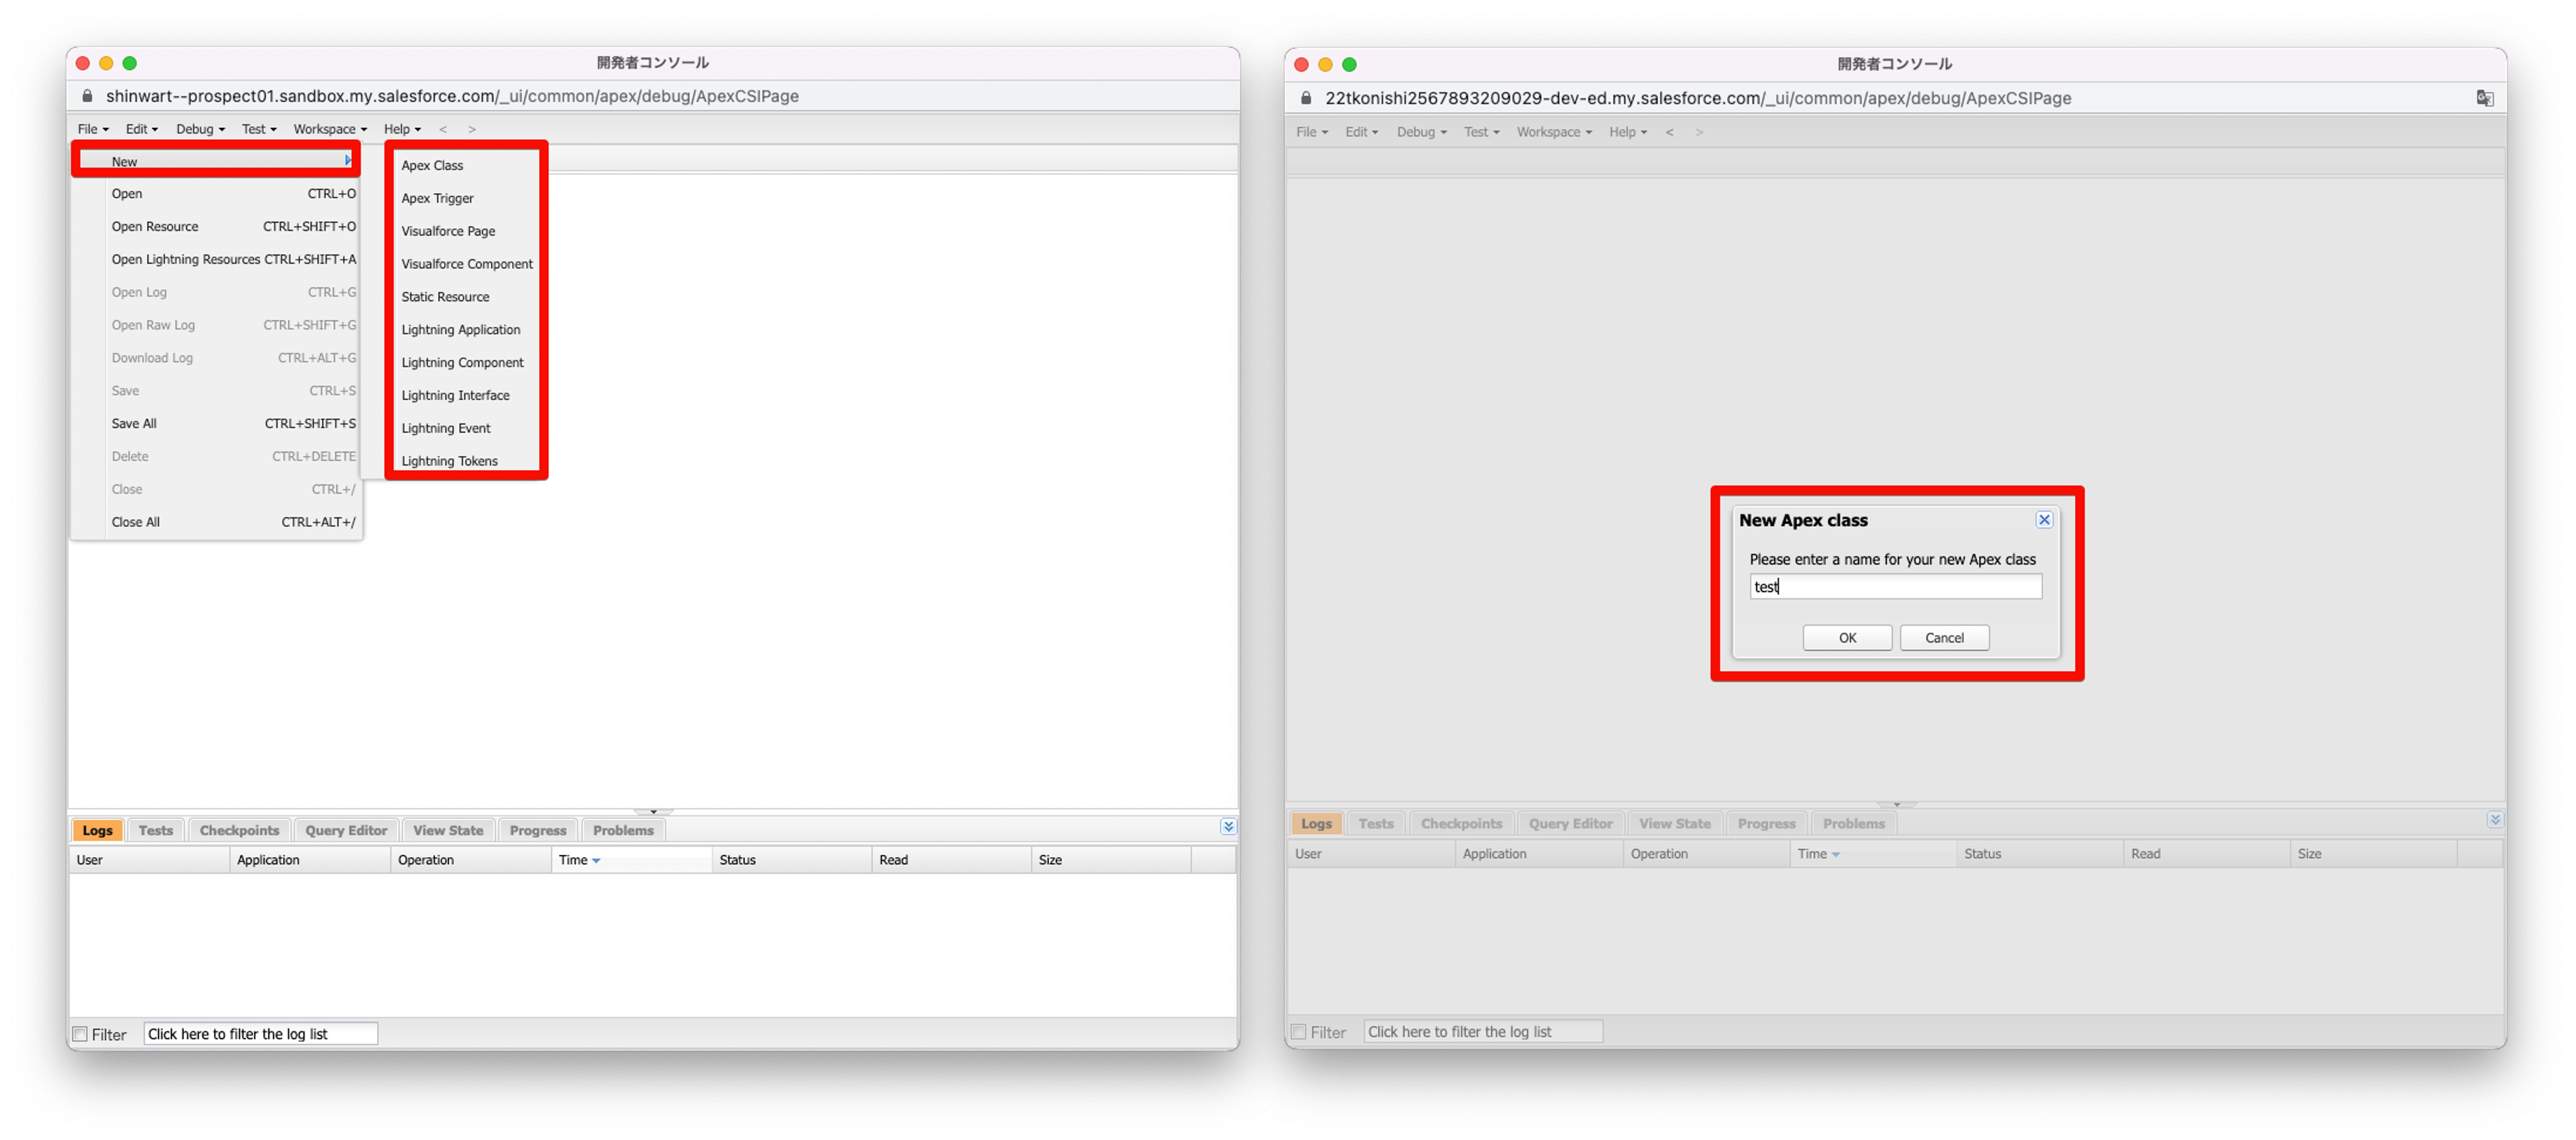 開発者コンソール
shinwart--prospect01.sandbox.my.salesforce.com/_ui/common/apex/debug/ApexCSIPage
File Edit Debug Test Workspace Help < >
New
Open CTRL+O
Open Resource CTRL+SHIFT+O
Open Lightning Resources CTRL+SHIFT+A
Open Log CTRL+G
Open Raw Log CTRL+SHIFT+G
Download Log CTRL+ALT+G
Save CTRL+S
Save All CTRL+SHIFT+S
Delete CTRL+DELETE
Close CTRL+/
Close All CTRL+ALT+/
Apex Class
Apex Trigger
Visualforce Page
Visualforce Component
Static Resource
Lightning Application
Lightning Component
Lightning Interface
Lightning Event
Lightning Tokens
Logs Tests Checkpoints Query Editor View State Progress Problems
User Application Operation Time Status Read Size
Filter Click here to filter the log list
開発者コンソール
22tkonishi2567893209029-dev-ed.my.salesforce.com/_ui/common/apex/debug/ApexCSIPage
File Edit Debug Test Workspace Help < >
New Apex class
Please enter a name for your new Apex class
test
OK Cancel
Logs Tests Checkpoints Query Editor View State Progress Problems
User Application Operation Time Status Read Size
Filter Click here to filter the log list